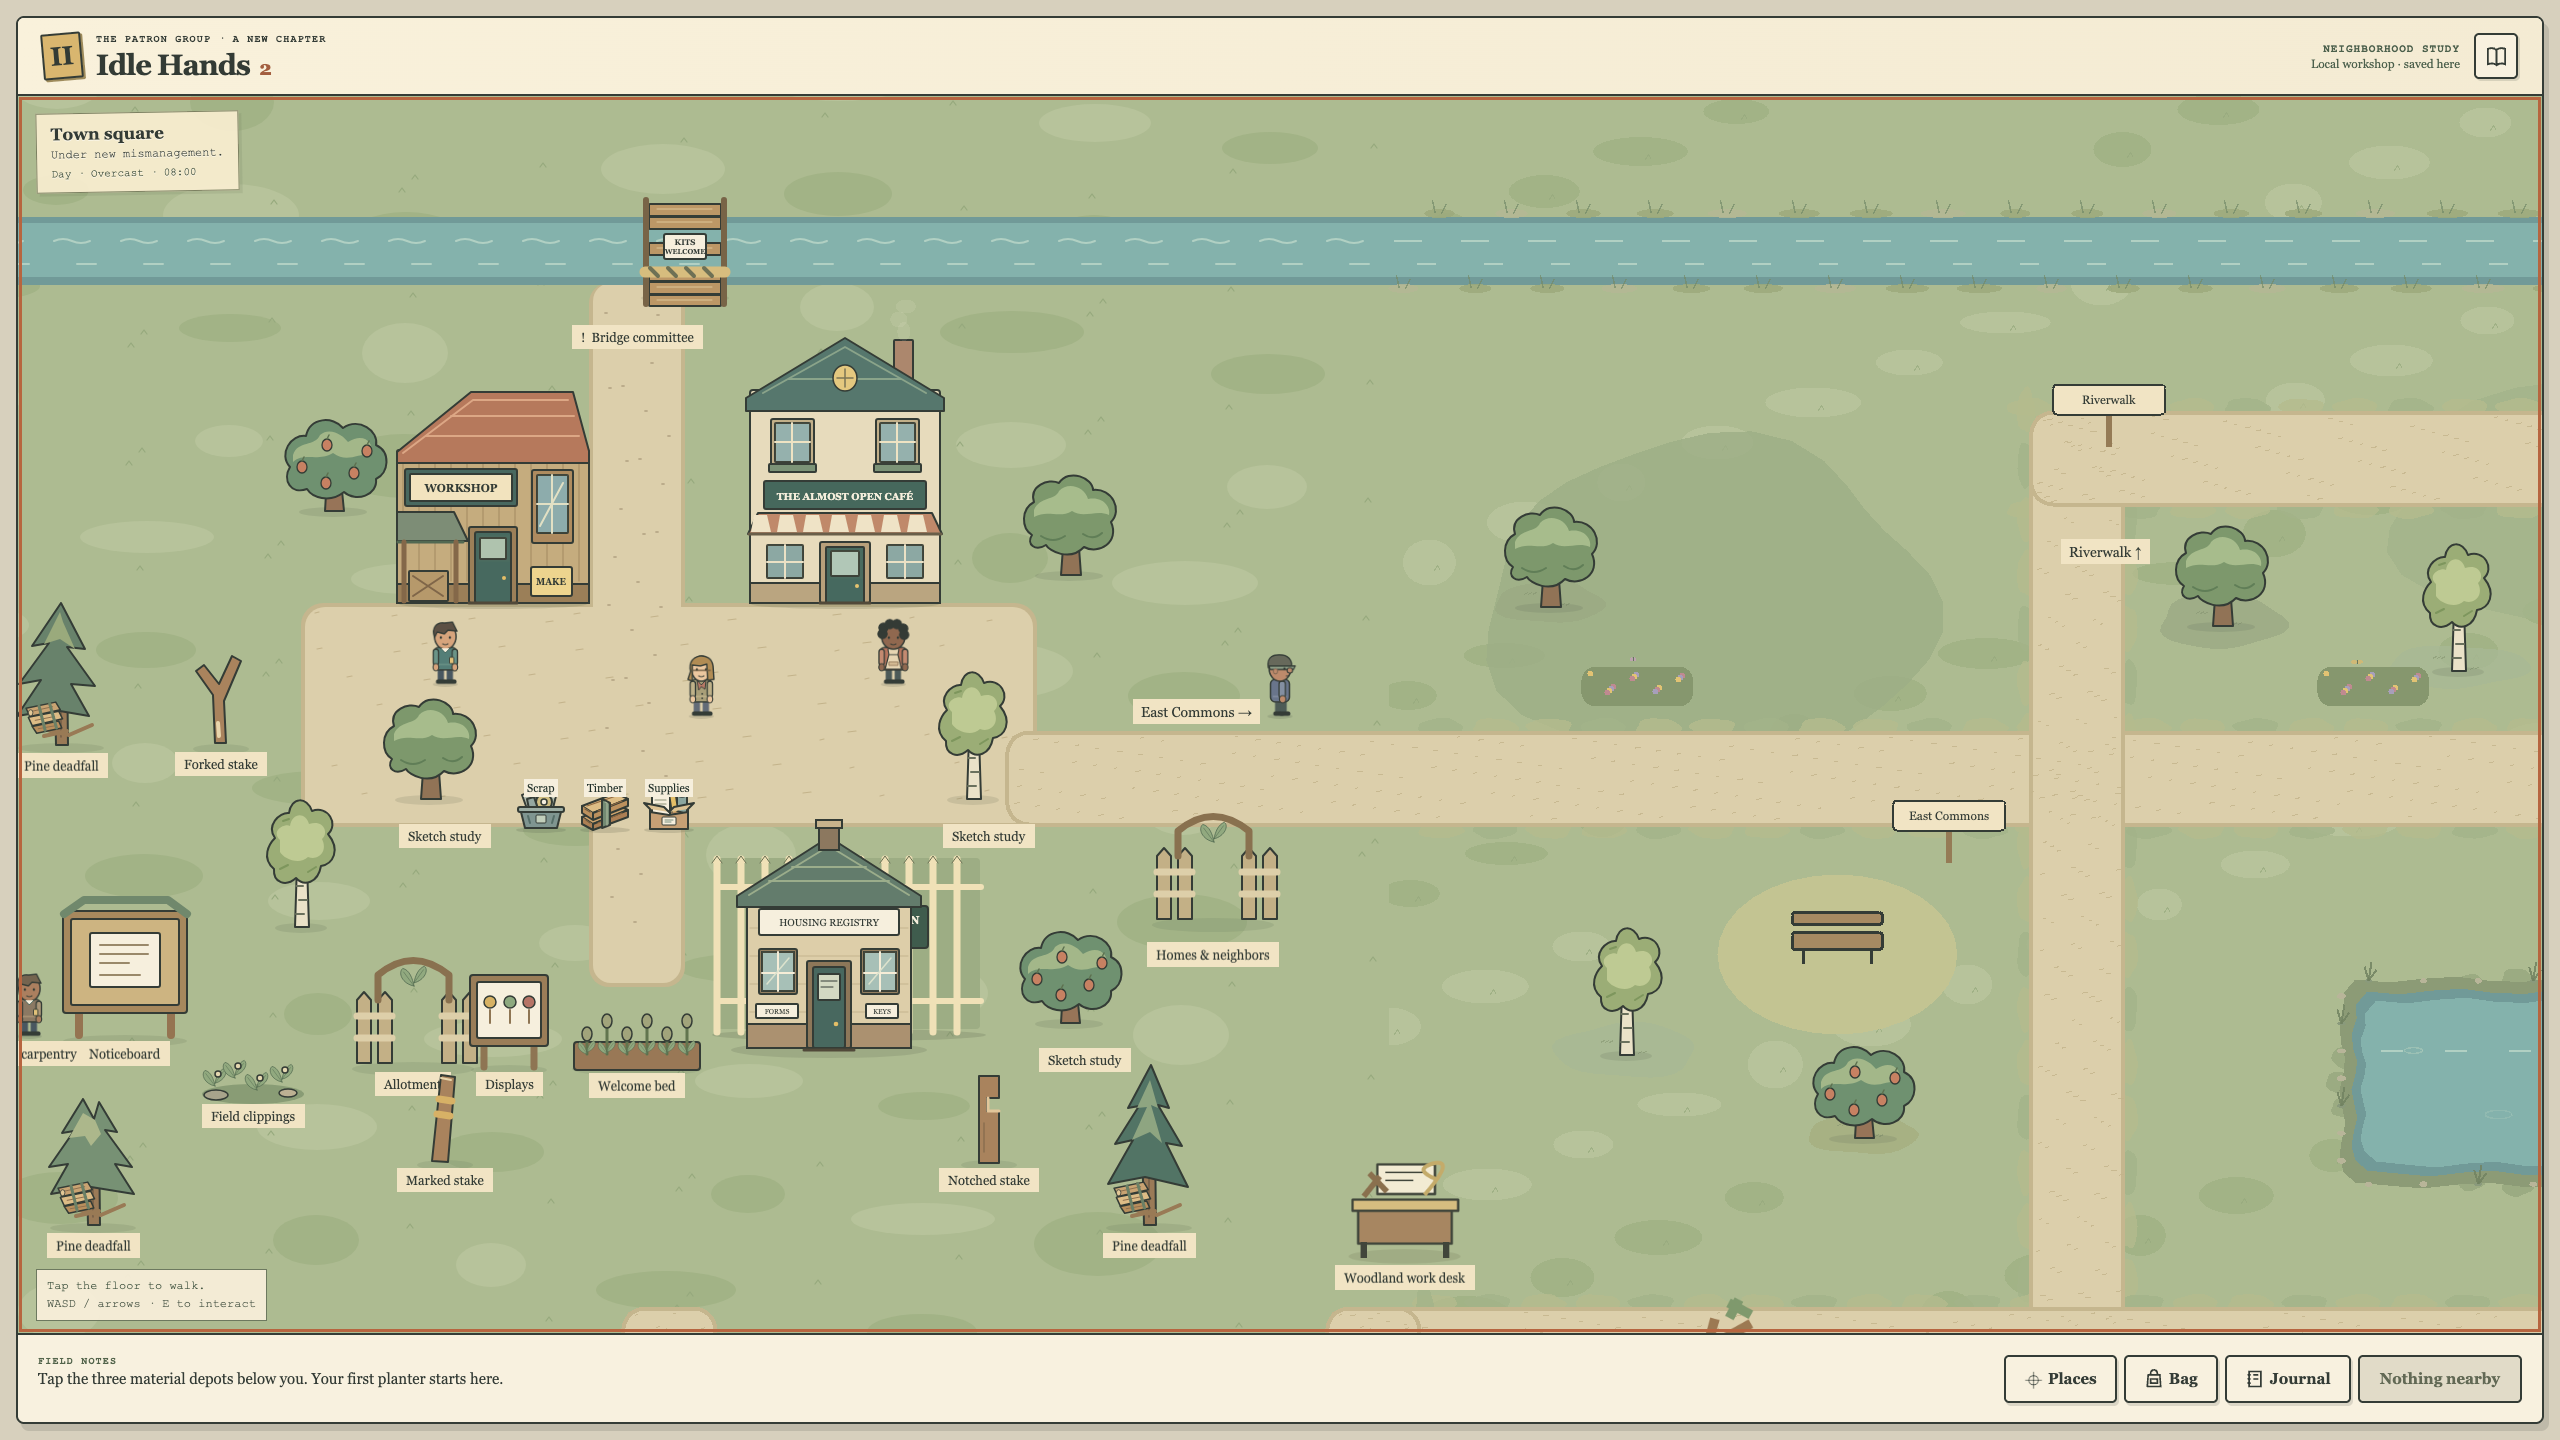 II
THE PATRON GROUP · A NEW CHAPTER
Idle Hands 2
NEIGHBORHOOD STUDY
Local workshop · saved here
Town square
Under new mismanagement.
Day · Overcast · 08:00
KITS
WELCOME
! Bridge committee
WORKSHOP
MAKE
THE ALMOST OPEN CAFÉ
Riverwalk
Riverwalk ↑
East Commons →
Pine deadfall
Forked stake
Scrap
Timber
Supplies
Sketch study
Sketch study
East Commons
HOUSING REGISTRY
N
FORMS
KEYS
Homes & neighbors
carpentry
Noticeboard
Sketch study
Allotment
Displays
Welcome bed
Field clippings
Marked stake
Notched stake
Pine deadfall
Pine deadfall
Woodland work desk
Tap the floor to walk.
WASD / arrows · E to interact
FIELD NOTES
Tap the three material depots below you. Your first planter starts here.
Places
Bag
Journal
Nothing nearby